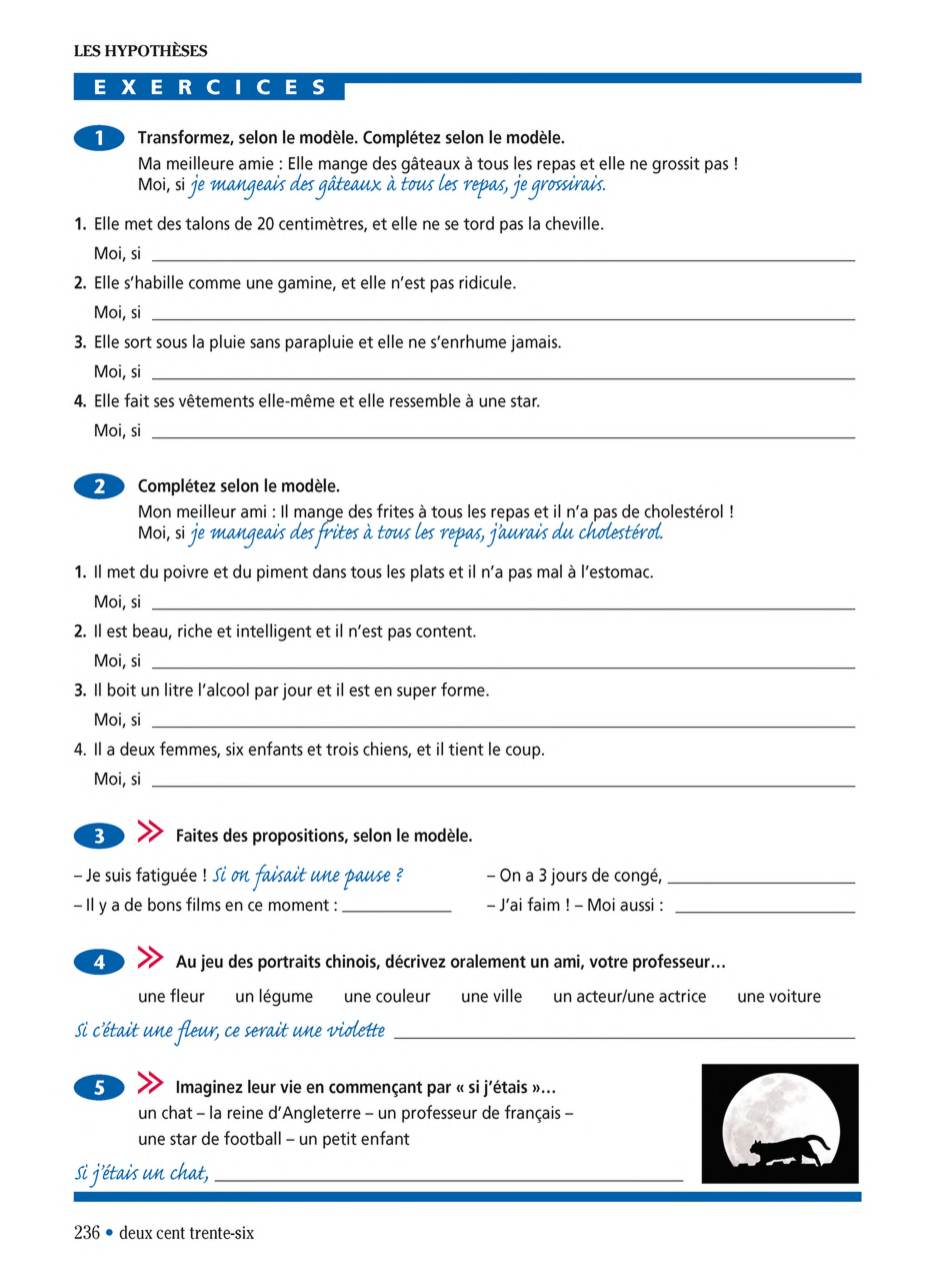 LES HYPOTHÈSES
EXERCICES
1 Transformez, selon le modèle. Complétez selon le modèle.
Ma meilleure amie : Elle mange des gâteaux à tous les repas et elle ne grossit pas !
Moi, si je mangeais des gâteaux à tous les repas, je grossirais.
1. Elle met des talons de 20 centimètres, et elle ne se tord pas la cheville.
Moi, si
2. Elle s'habille comme une gamine, et elle n'est pas ridicule.
Moi, si
3. Elle sort sous la pluie sans parapluie et elle ne s'enrhume jamais.
Moi, si
4. Elle fait ses vêtements elle-même et elle ressemble à une star.
Moi, si
2 Complétez selon le modèle.
Mon meilleur ami : Il mange des frites à tous les repas et il n'a pas de cholestérol !
Moi, si je mangeais des frites à tous les repas, j'aurais du cholestérol.
1. Il met du poivre et du piment dans tous les plats et il n'a pas mal à l'estomac.
Moi, si
2. Il est beau, riche et intelligent et il n'est pas content.
Moi, si
3. Il boit un litre l'alcool par jour et il est en super forme.
Moi, si
4. Il a deux femmes, six enfants et trois chiens, et il tient le coup.
Moi, si
3 Faites des propositions, selon le modèle.
– Je suis fatiguée ! Si on faisait une pause ? – On a 3 jours de congé,
– Il y a de bons films en ce moment : – J'ai faim ! – Moi aussi :
4 Au jeu des portraits chinois, décrivez oralement un ami, votre professeur…
une fleur un légume une couleur une ville un acteur/une actrice une voiture
Si c'était une fleur, ce serait une violette
5 Imaginez leur vie en commençant par « si j'étais »…
un chat – la reine d'Angleterre – un professeur de français –
une star de football – un petit enfant
Si j'étais un chat,
236 • deux cent trente-six